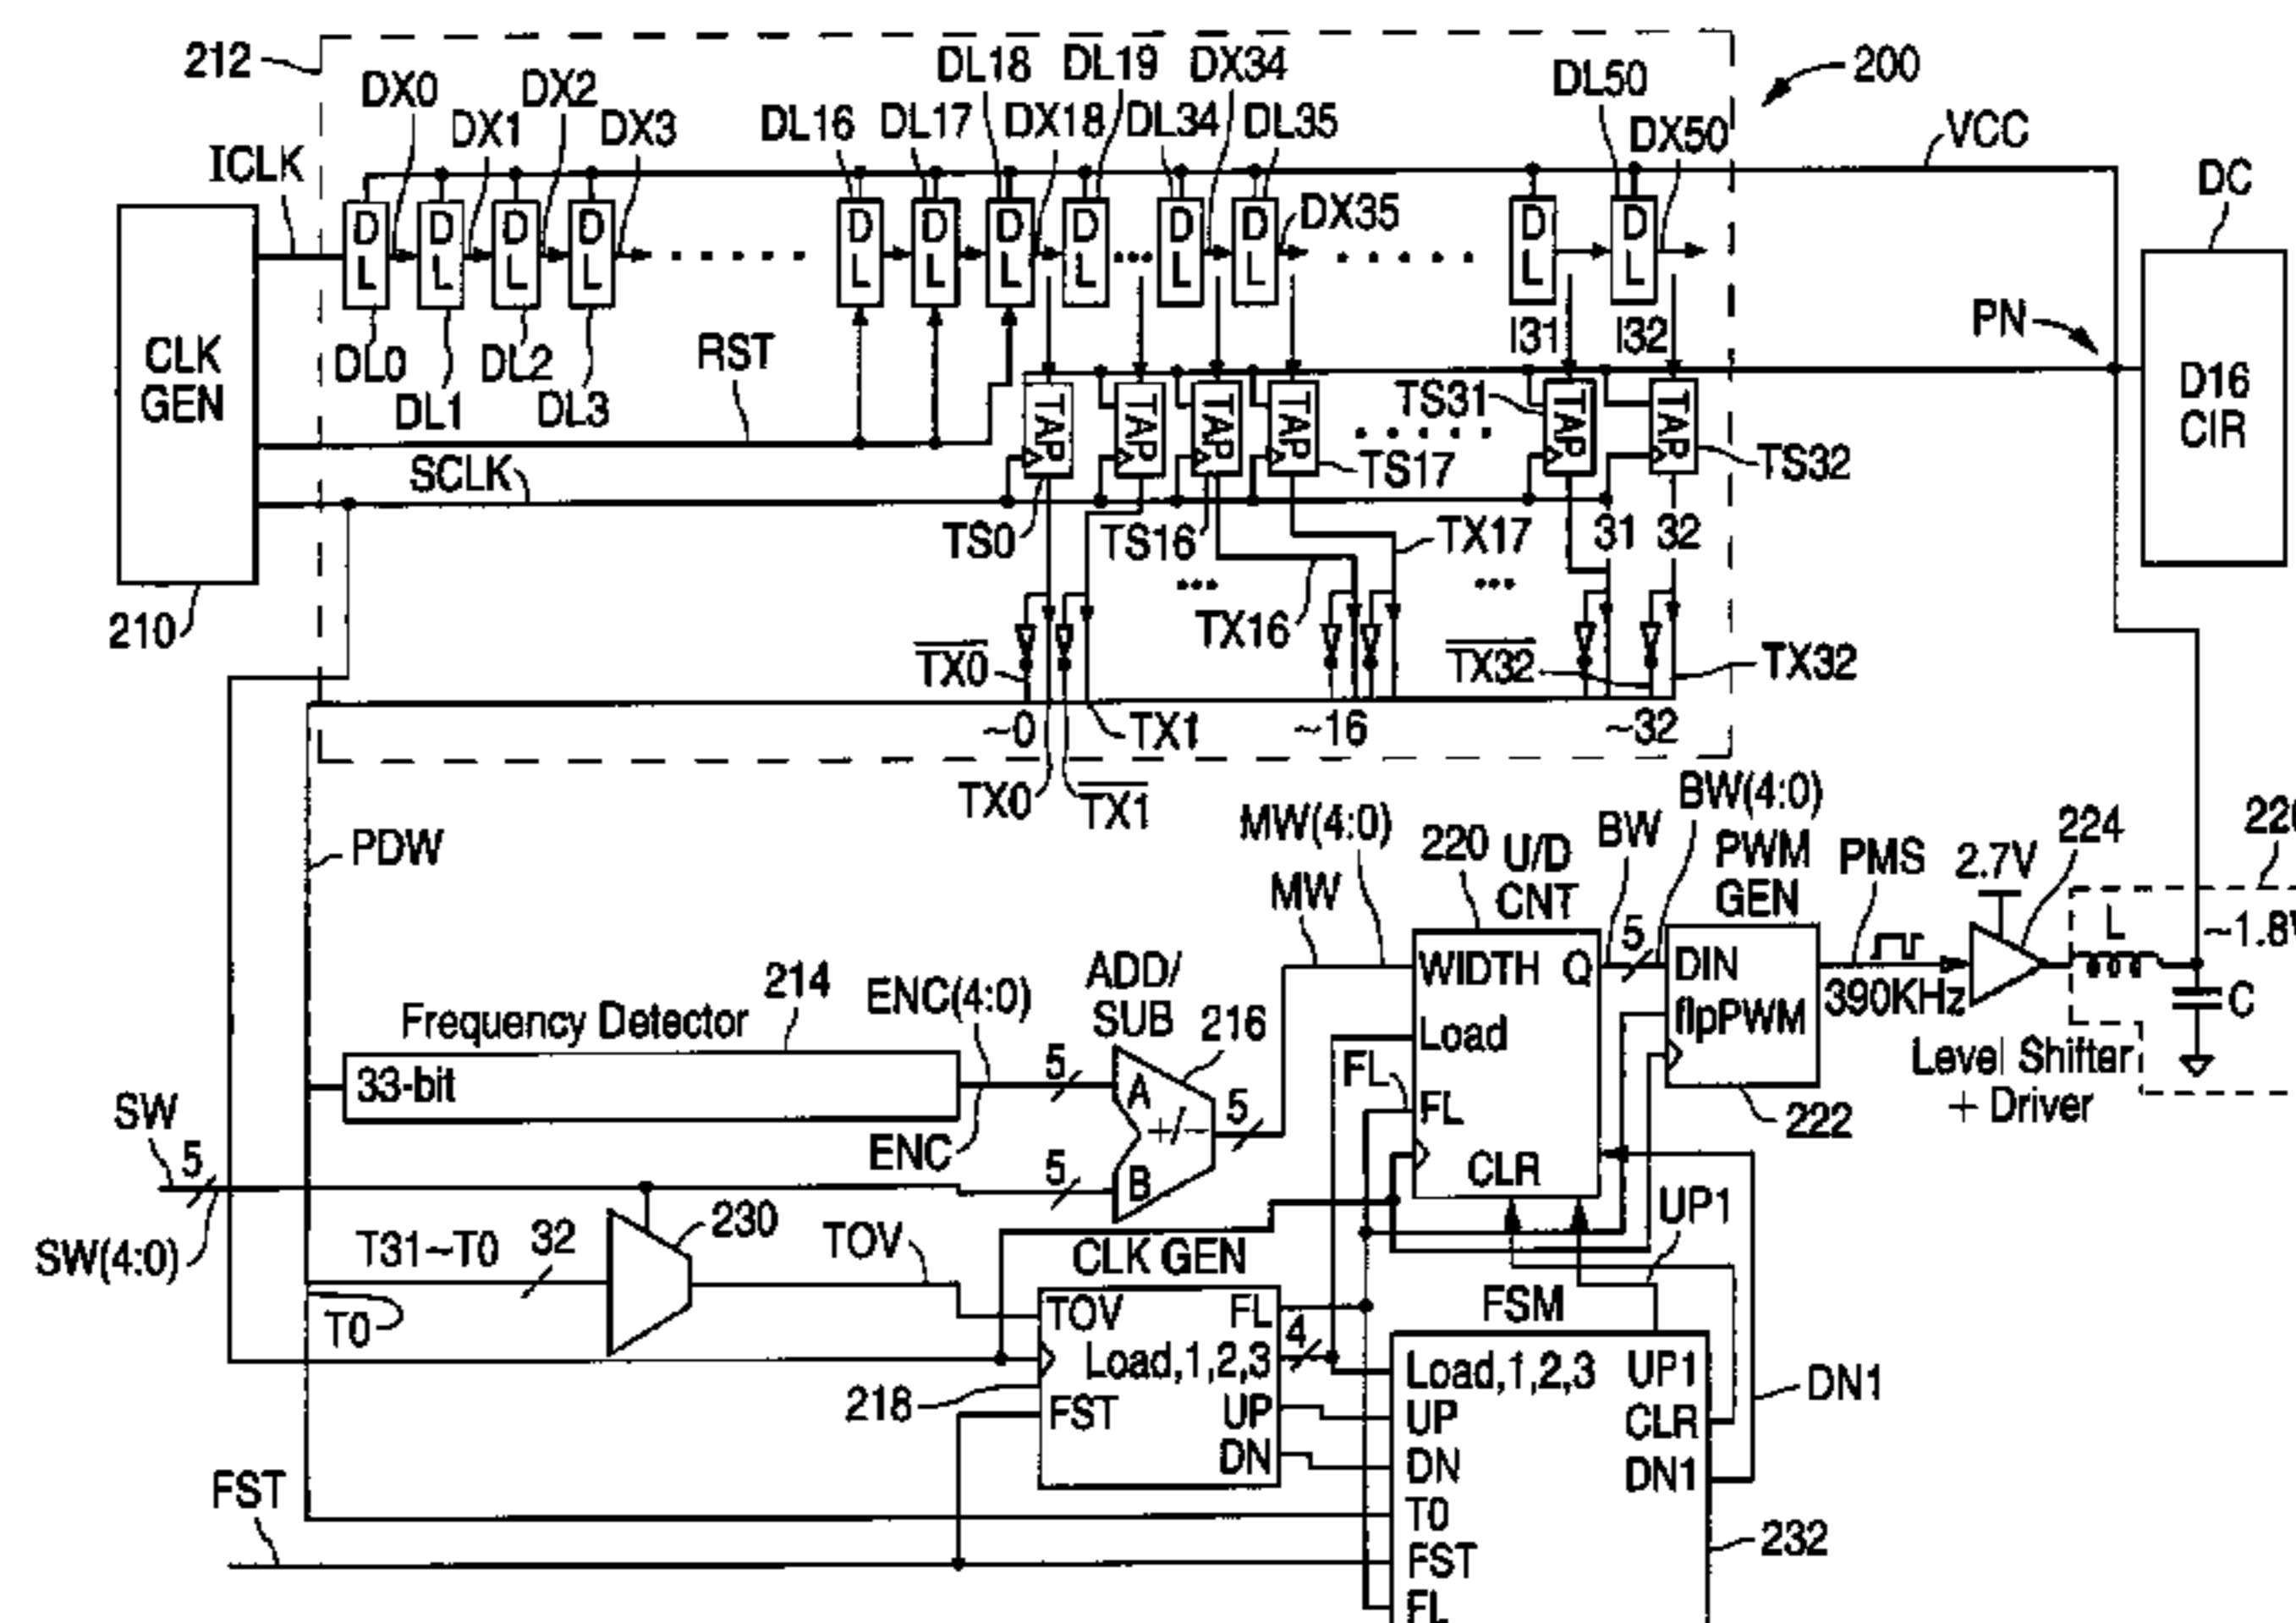 212
DX0
DX1
DX2
DX3
DL16
DL17
DL18
DX18
DL19
DL34
DX34
DL35
DL50
DX50
200
VCC
ICLK
DC
D L
D L
D L
D L
D L
D L
D L
D L
D L
D L
D L
D L
DX35
DL0
DL1
DL2
DL3
CLK GEN
RST
I31
I32
PN
D16 CIR
TAP
TAP
TAP
TAP
TAP
TAP
TS31
TS17
TS32
SCLK
TS0
TS16
TX17
31
32
210
TX16
TX0
TX32
TX32
~0
TX1
~16
~32
TX0
TX1
PDW
MW(4:0)
MW
220
U/D CNT
BW
BW(4:0)
PWM GEN
PMS
2.7V
224
L
~1.8V
C
WIDTH
Q
5
DIN
flpPWM
390KHz
Load
FL
FL
CLR
222
Level Shifter
+ Driver
Frequency Detector
214
33-bit
ENC(4:0)
ENC
5
ADD/
SUB
216
A
+/−
B
5
5
SW
5
SW(4:0)
T31~T0
32
230
TOV
T0
CLK GEN
TOV
FL
Load,1,2,3
4
FST
UP
DN
218
UP1
FSM
Load,1,2,3
UP1
UP
CLR
DN
DN1
T0
FST
FL
DN1
232
FST